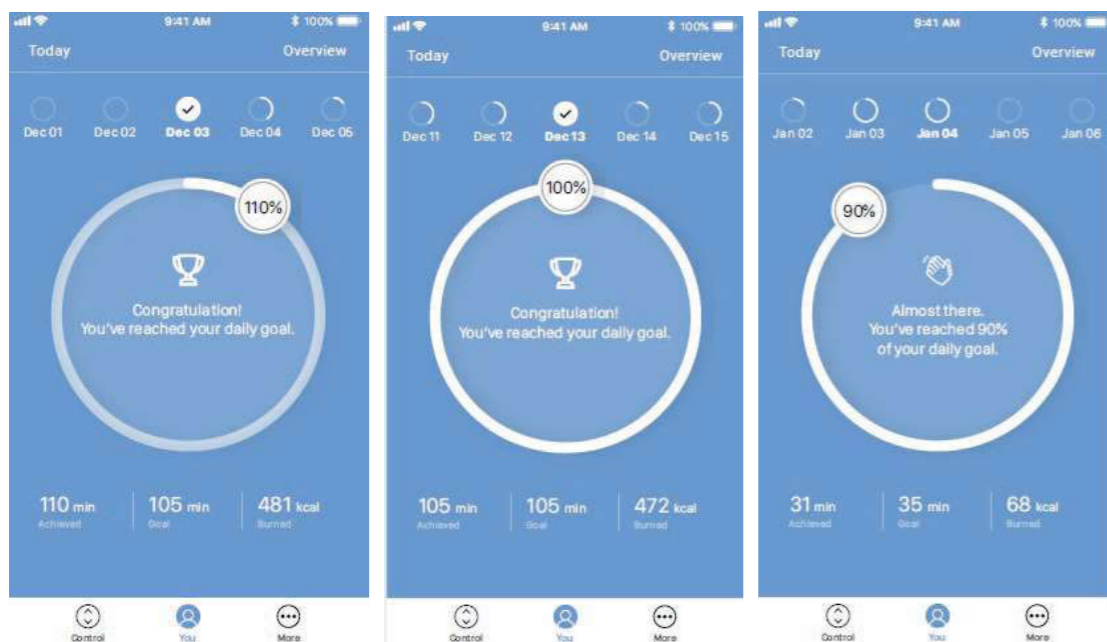 9:41 AM 100%
Today Overview
Dec 01 Dec 02 Dec 03 Dec 04 Dec 05
110%
Congratulation!
You've reached your daily goal.
110 min 105 min 481 kcal
Achieved Goal Burned
Control You More
9:41 AM 100%
Today Overview
Dec 11 Dec 12 Dec 13 Dec 14 Dec 15
100%
Congratulation!
You've reached your daily goal.
105 min 105 min 472 kcal
Achieved Goal Burned
Control You More
9:41 AM 100%
Today Overview
Jan 02 Jan 03 Jan 04 Jan 05 Jan 06
90%
Almost there.
You've reached 90%
of your daily goal.
31 min 35 min 68 kcal
Achieved Goal Burned
Control You More